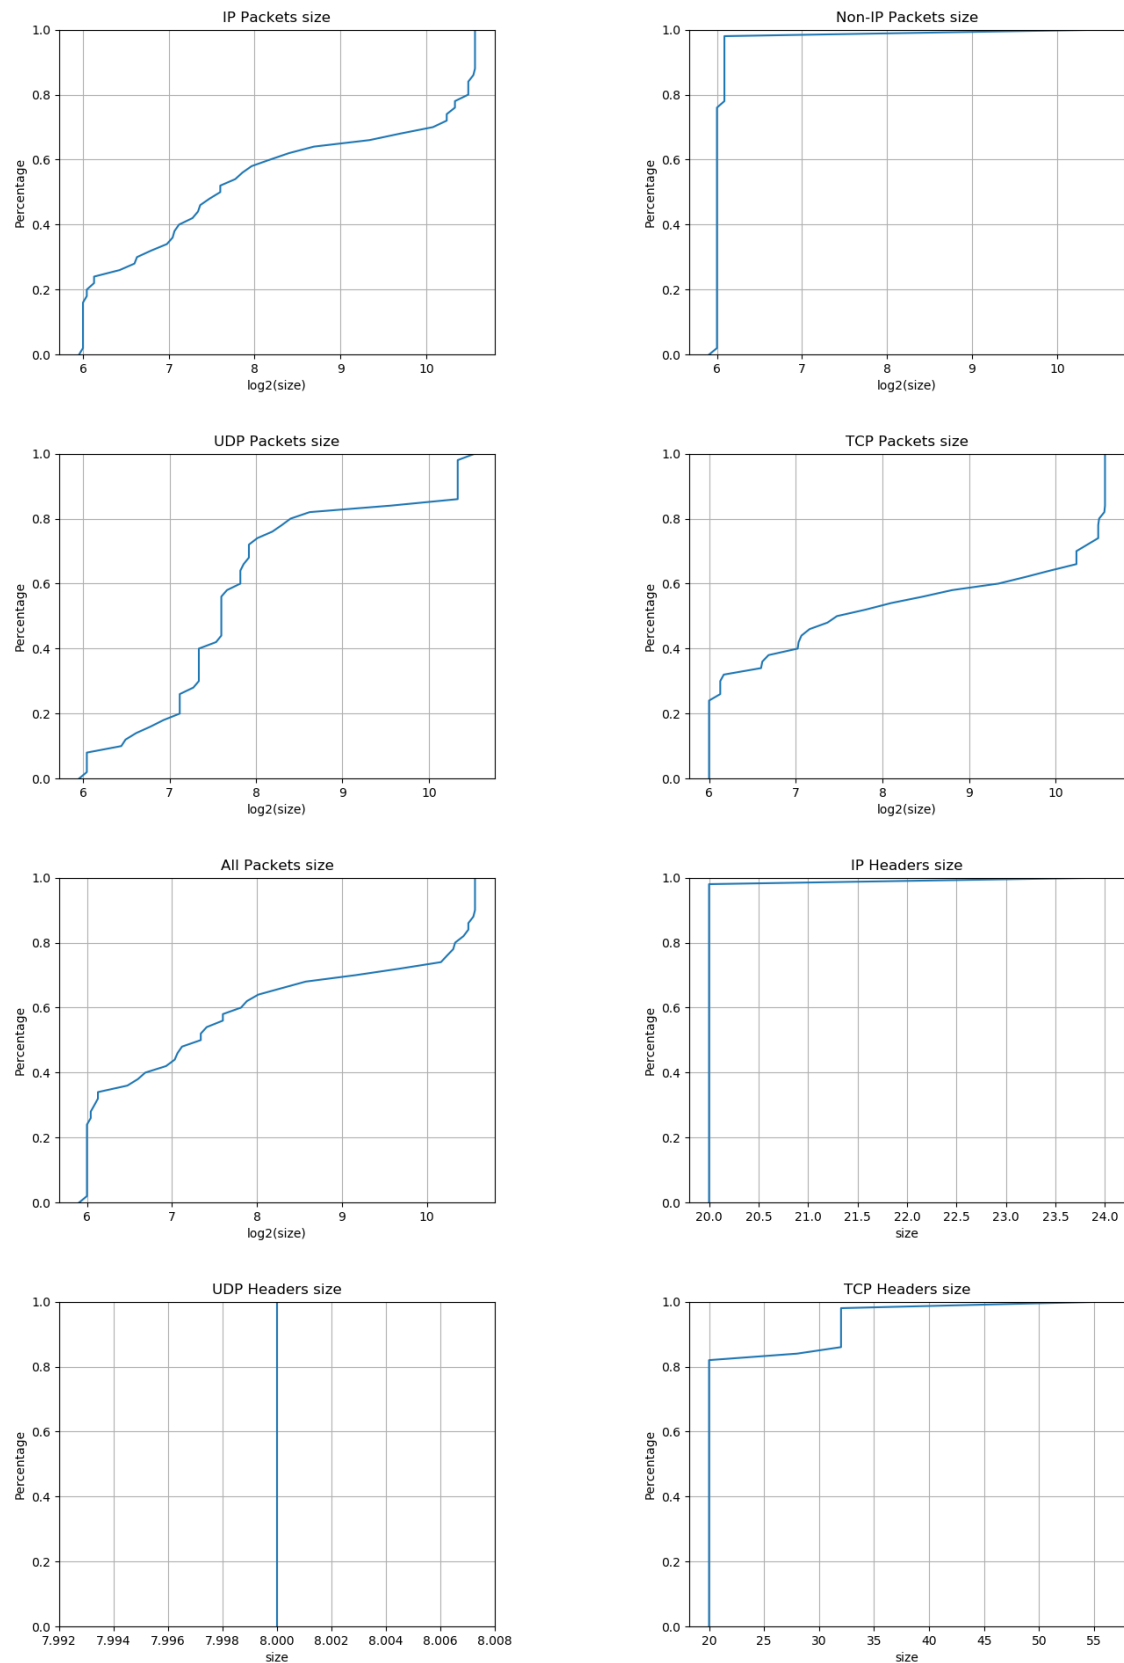 IP Packets size
1.0
0.8
0.6
0.4
0.2
0.0
Percentage
6 7 8 9 10
log2(size)
Non-IP Packets size
1.0
0.8
0.6
0.4
0.2
0.0
Percentage
6 7 8 9 10
log2(size)
UDP Packets size
1.0
0.8
0.6
0.4
0.2
0.0
Percentage
6 7 8 9 10
log2(size)
TCP Packets size
1.0
0.8
0.6
0.4
0.2
0.0
Percentage
6 7 8 9 10
log2(size)
All Packets size
1.0
0.8
0.6
0.4
0.2
0.0
Percentage
6 7 8 9 10
log2(size)
IP Headers size
1.0
0.8
0.6
0.4
0.2
0.0
Percentage
20.0 20.5 21.0 21.5 22.0 22.5 23.0 23.5 24.0
size
UDP Headers size
1.0
0.8
0.6
0.4
0.2
0.0
Percentage
7.992 7.994 7.996 7.998 8.000 8.002 8.004 8.006 8.008
size
TCP Headers size
1.0
0.8
0.6
0.4
0.2
0.0
Percentage
20 25 30 35 40 45 50 55
size